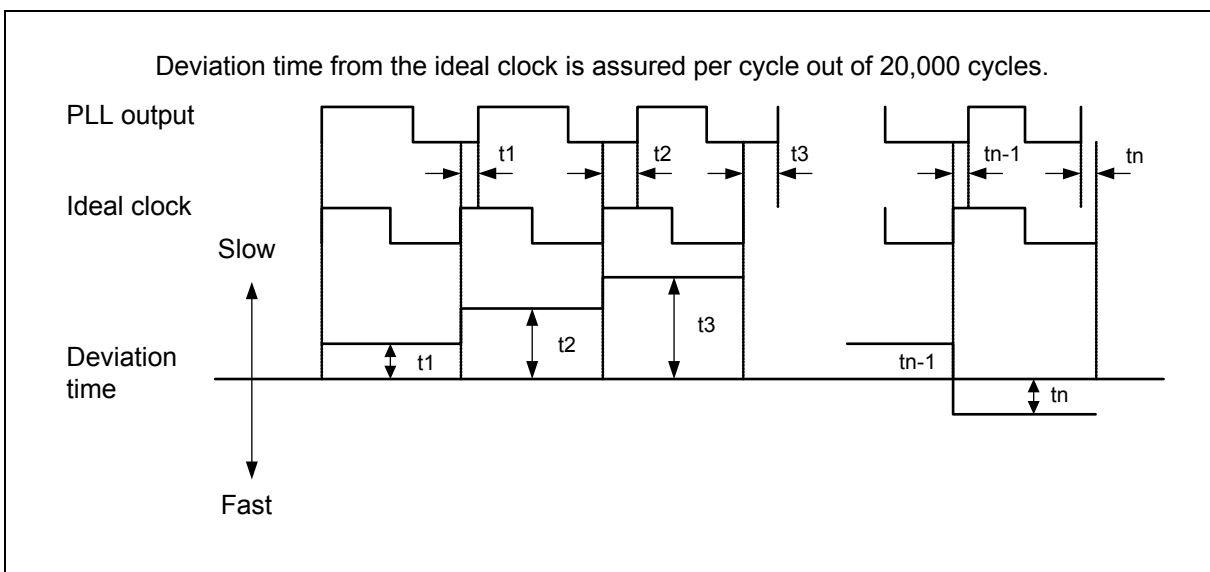 Deviation time from the ideal clock is assured per cycle out of 20,000 cycles.
PLL output
t1
t2
t3
tn-1
tn
Ideal clock
Slow
Deviation
time
t1
t2
t3
tn-1
tn
Fast